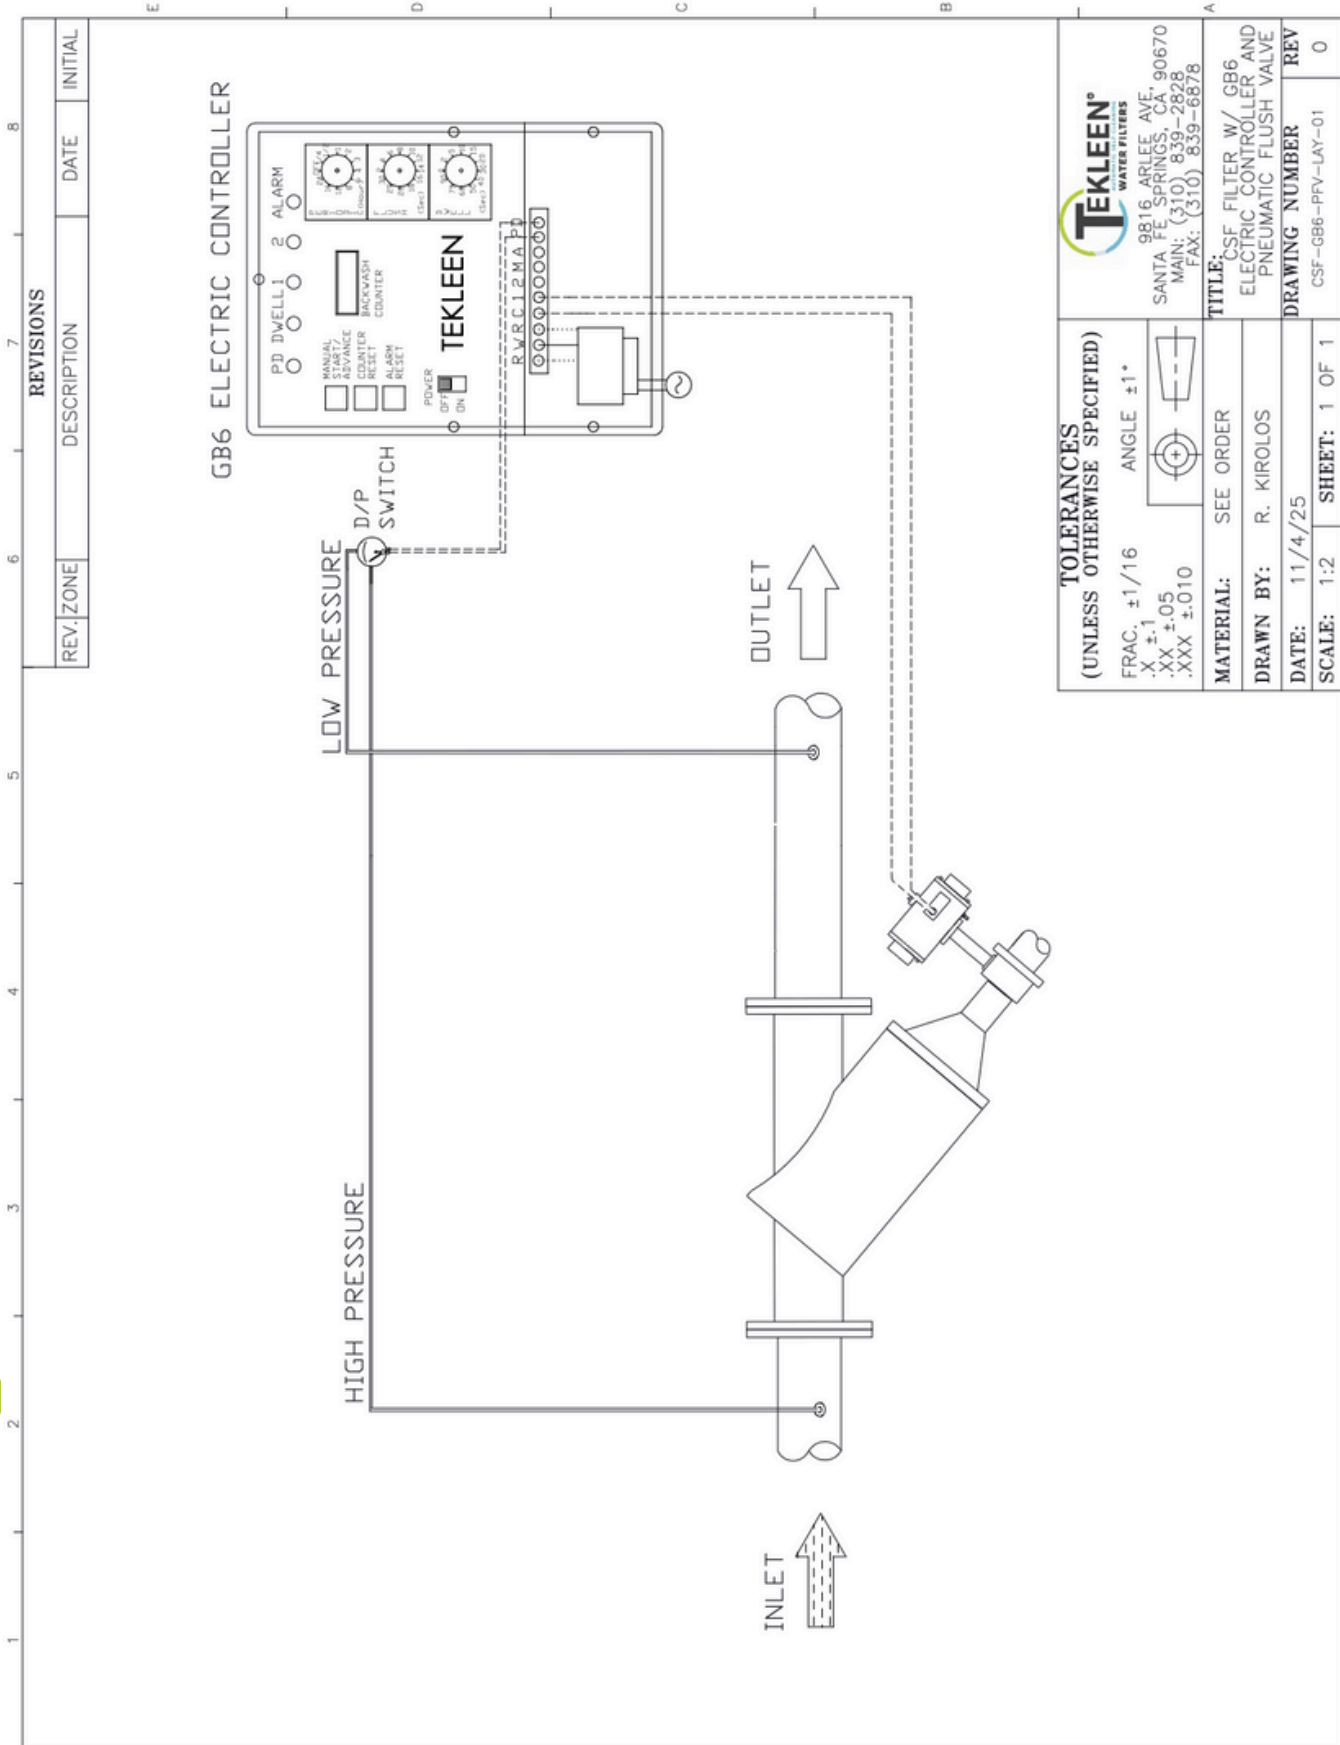 REVISIONS
REV. ZONE DESCRIPTION DATE INITIAL
1 2 3 4 5 6 7 8
E
D
C
B
A
GB6 ELECTRIC CONTROLLER
PD DWELL 1 2 ALARM
MANUAL
START/
ADVANCE
COUNTER
RESET
ALARM
RESET
BACKWASH
COUNTER
POWER
OFF
ON
TEKLEEN
R W R C 1 2 M A P D
D/P
SWITCH
LOW PRESSURE
HIGH PRESSURE
INLET
OUTLET
TOLERANCES
(UNLESS OTHERWISE SPECIFIED)
FRAC. ±1/16 ANGLE ±1°
.X ±.1
.XX ±.05
.XXX ±.010
MATERIAL: SEE ORDER
DRAWN BY: R. KIROLOS
DATE: 11/4/25
SCALE: 1:2 SHEET: 1 OF 1
TEKLEEN®
WATER FILTERS
9816 ARLEE AVE,
SANTA FE SPRINGS, CA 90670
MAIN: (310) 839-2828
FAX: (310) 839-6878
TITLE:
CSF FILTER W/ GB6
ELECTRIC CONTROLLER AND
PNEUMATIC FLUSH VALVE
DRAWING NUMBER REV
CSF-GB6-PFV-LAY-01 0